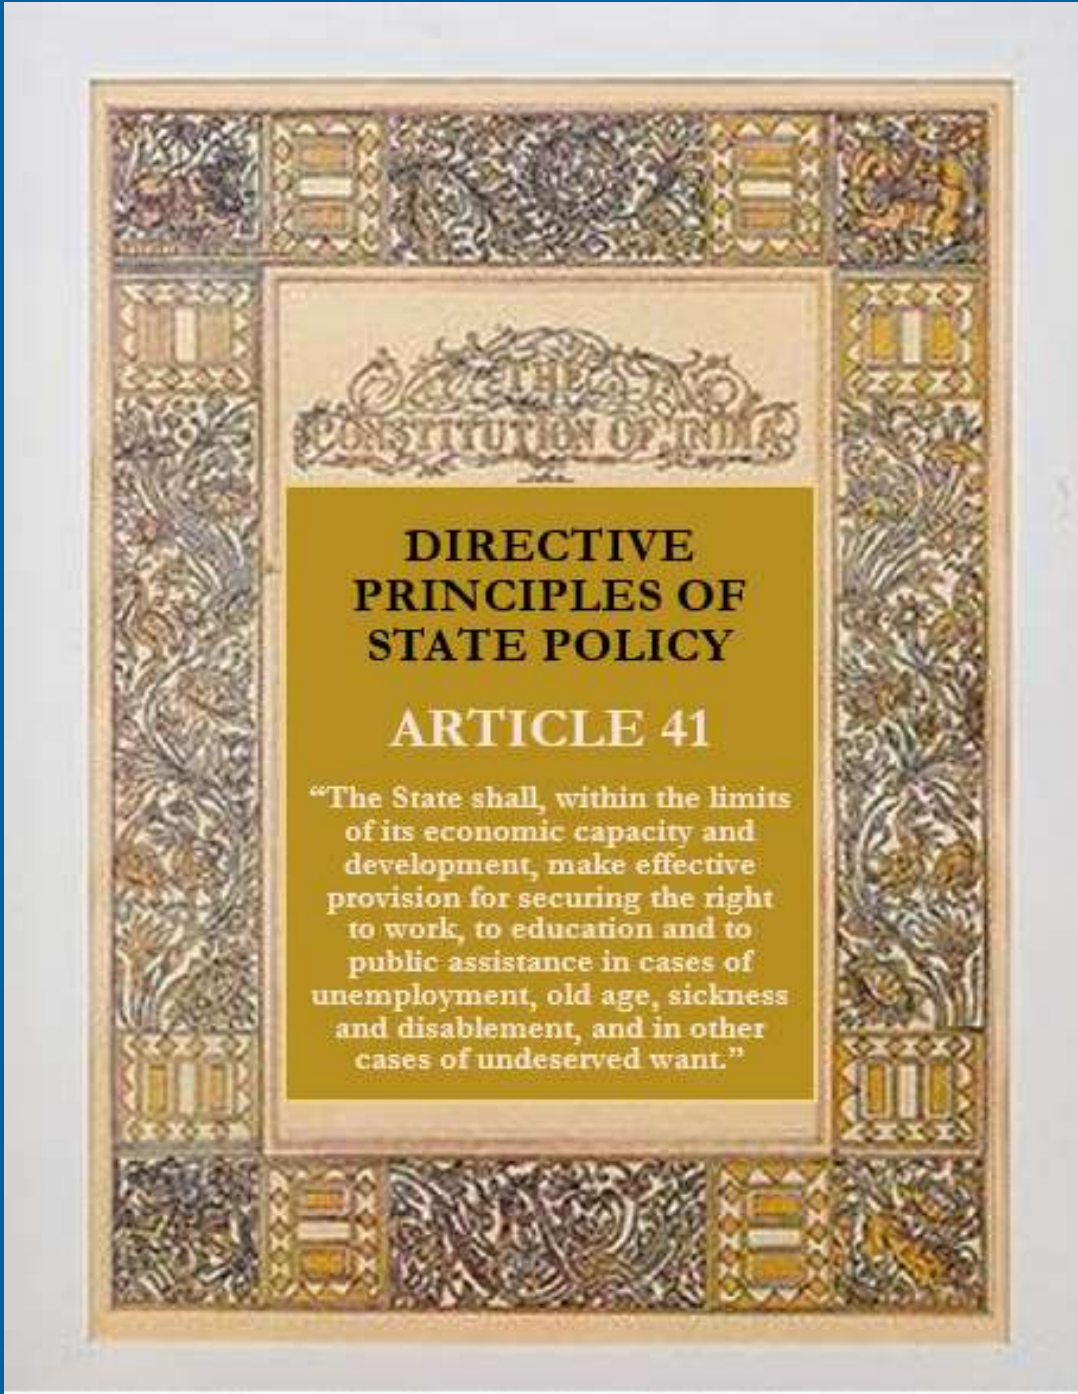 THE
CONSTITUTION OF INDIA
DIRECTIVE
PRINCIPLES OF
STATE POLICY
ARTICLE 41
“The State shall, within the limits
of its economic capacity and
development, make effective
provision for securing the right
to work, to education and to
public assistance in cases of
unemployment, old age, sickness
and disablement, and in other
cases of undeserved want.”